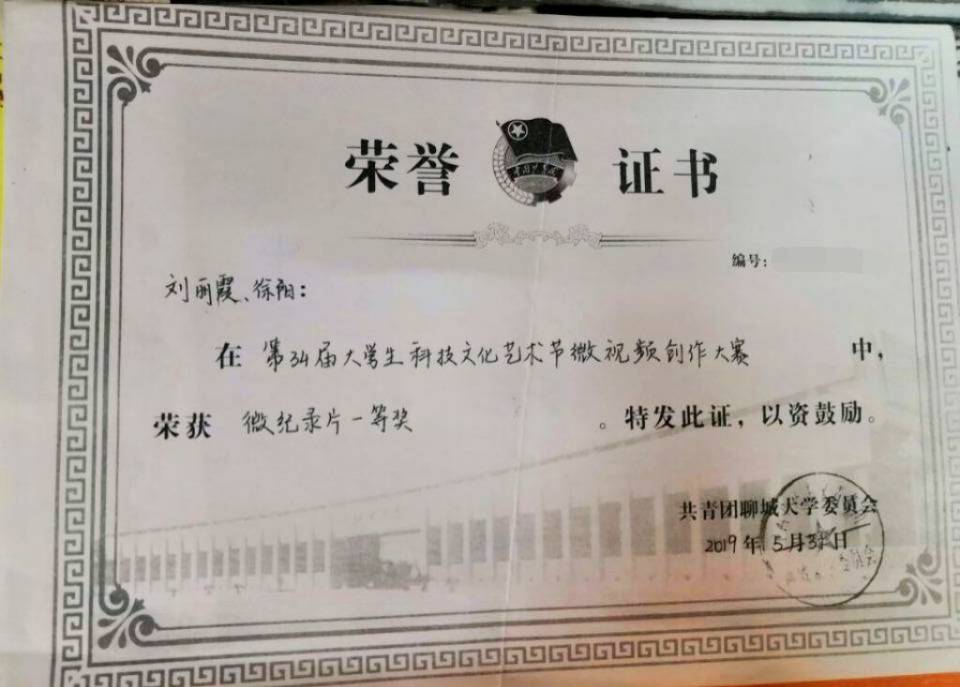 荣誉证书
编号:
刘丽霞、徐阳:
在 第34届大学生科技文化艺术节微视频创作大赛 中,
荣获 微纪录片一等奖 。特发此证,以资鼓励。
共青团聊城大学委员会
2019年5月31日